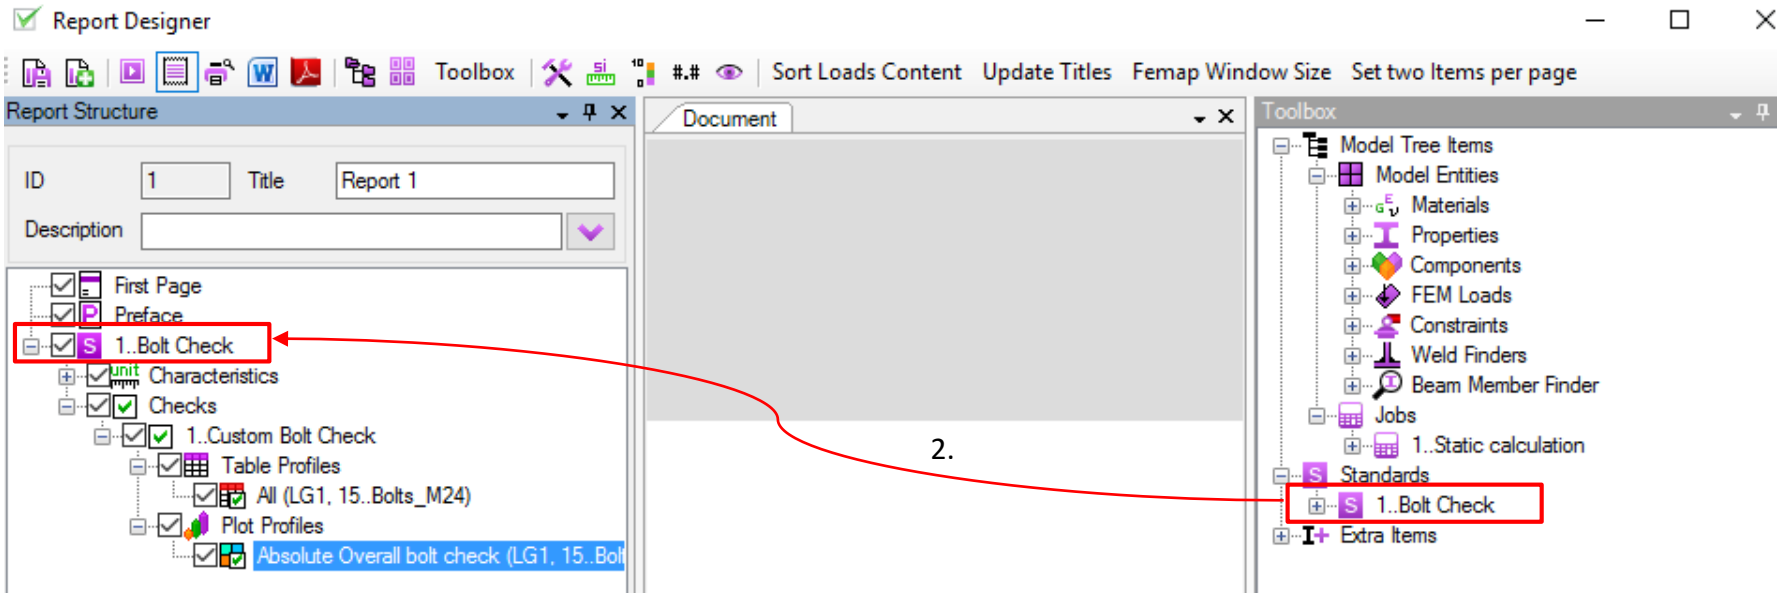 Report Designer
Toolbox #.# Sort Loads Content Update Titles Femap Window Size Set two Items per page
Report Structure
ID 1 Title Report 1
Description
First Page
P Preface
S 1..Bolt Check
unit Characteristics
Checks
1..Custom Bolt Check
Table Profiles
All (LG1, 15..Bolts_M24)
Plot Profiles
Absolute Overall bolt check (LG1, 15..Bolt
Document
2.
Toolbox
Model Tree Items
Model Entities
Materials
Properties
Components
FEM Loads
Constraints
Weld Finders
Beam Member Finder
Jobs
1..Static calculation
S Standards
S 1..Bolt Check
Extra Items